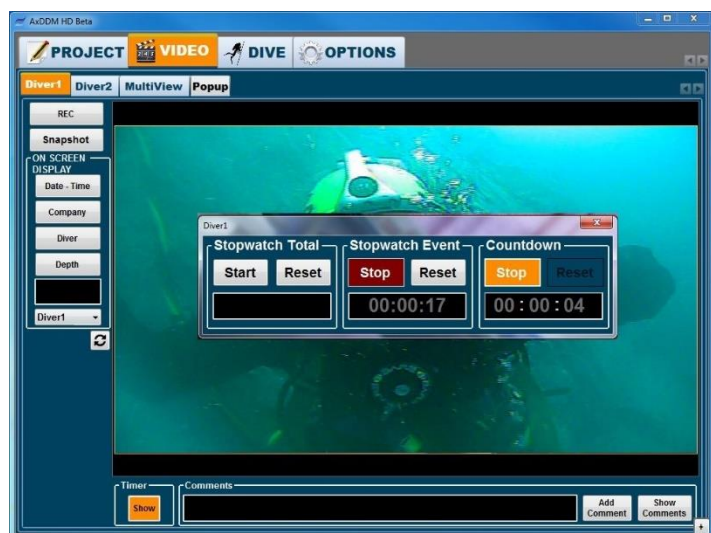 AxDDM HD Beta
PROJECT VIDEO DIVE OPTIONS
Diver1 Diver2 MultiView Popup
REC
Snapshot
ON SCREEN
DISPLAY
Date - Time
Company
Diver
Depth
Diver1
Diver1
Stopwatch Total Stopwatch Event Countdown
Start Reset Stop Reset Stop Reset
00:00:17 00 : 00 : 04
Timer Comments
Show
Add
Comment
Show
Comments